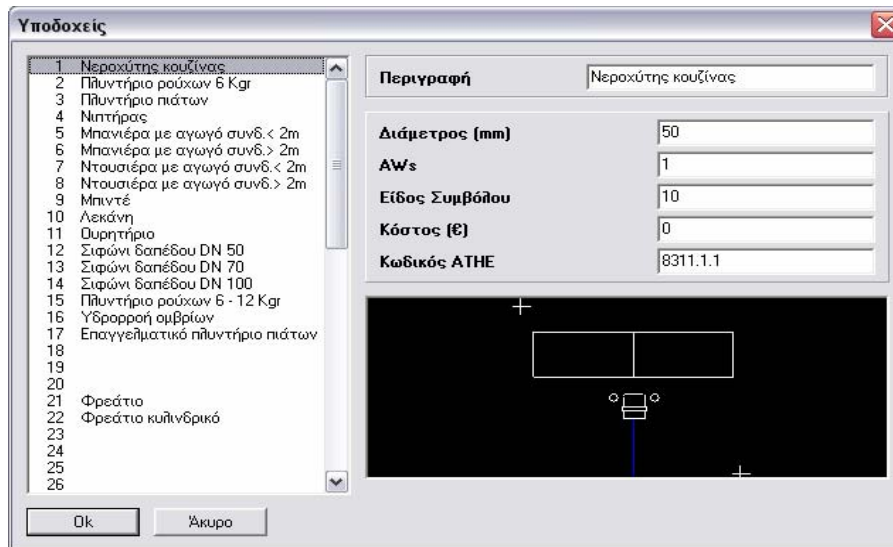 Υποδοχείς
1 Νεροχύτης κουζίνας
2 Πλυντήριο ρούχων 6 Kgr
3 Πλυντήριο πιάτων
4 Νιπτήρας
5 Μπανιέρα με αγωγό συνδ.< 2m
6 Μπανιέρα με αγωγό συνδ.> 2m
7 Ντουσιέρα με αγωγό συνδ.< 2m
8 Ντουσιέρα με αγωγό συνδ.> 2m
9 Μπιντέ
10 Λεκάνη
11 Ουρητήριο
12 Σιφώνι δαπέδου DN 50
13 Σιφώνι δαπέδου DN 70
14 Σιφώνι δαπέδου DN 100
15 Πλυντήριο ρούχων 6 - 12 Kgr
16 Υδρορροή ομβρίων
17 Επαγγελματικό πλυντήριο πιάτων
18
19
20
21 Φρεάτιο
22 Φρεάτιο κυλινδρικό
23
24
25
26
Περιγραφή Νεροχύτης κουζίνας
Διάμετρος (mm) 50
AWs 1
Είδος Συμβόλου 10
Κόστος (€) 0
Κωδικός ΑΤΗΕ 8311.1.1
Ok Άκυρο